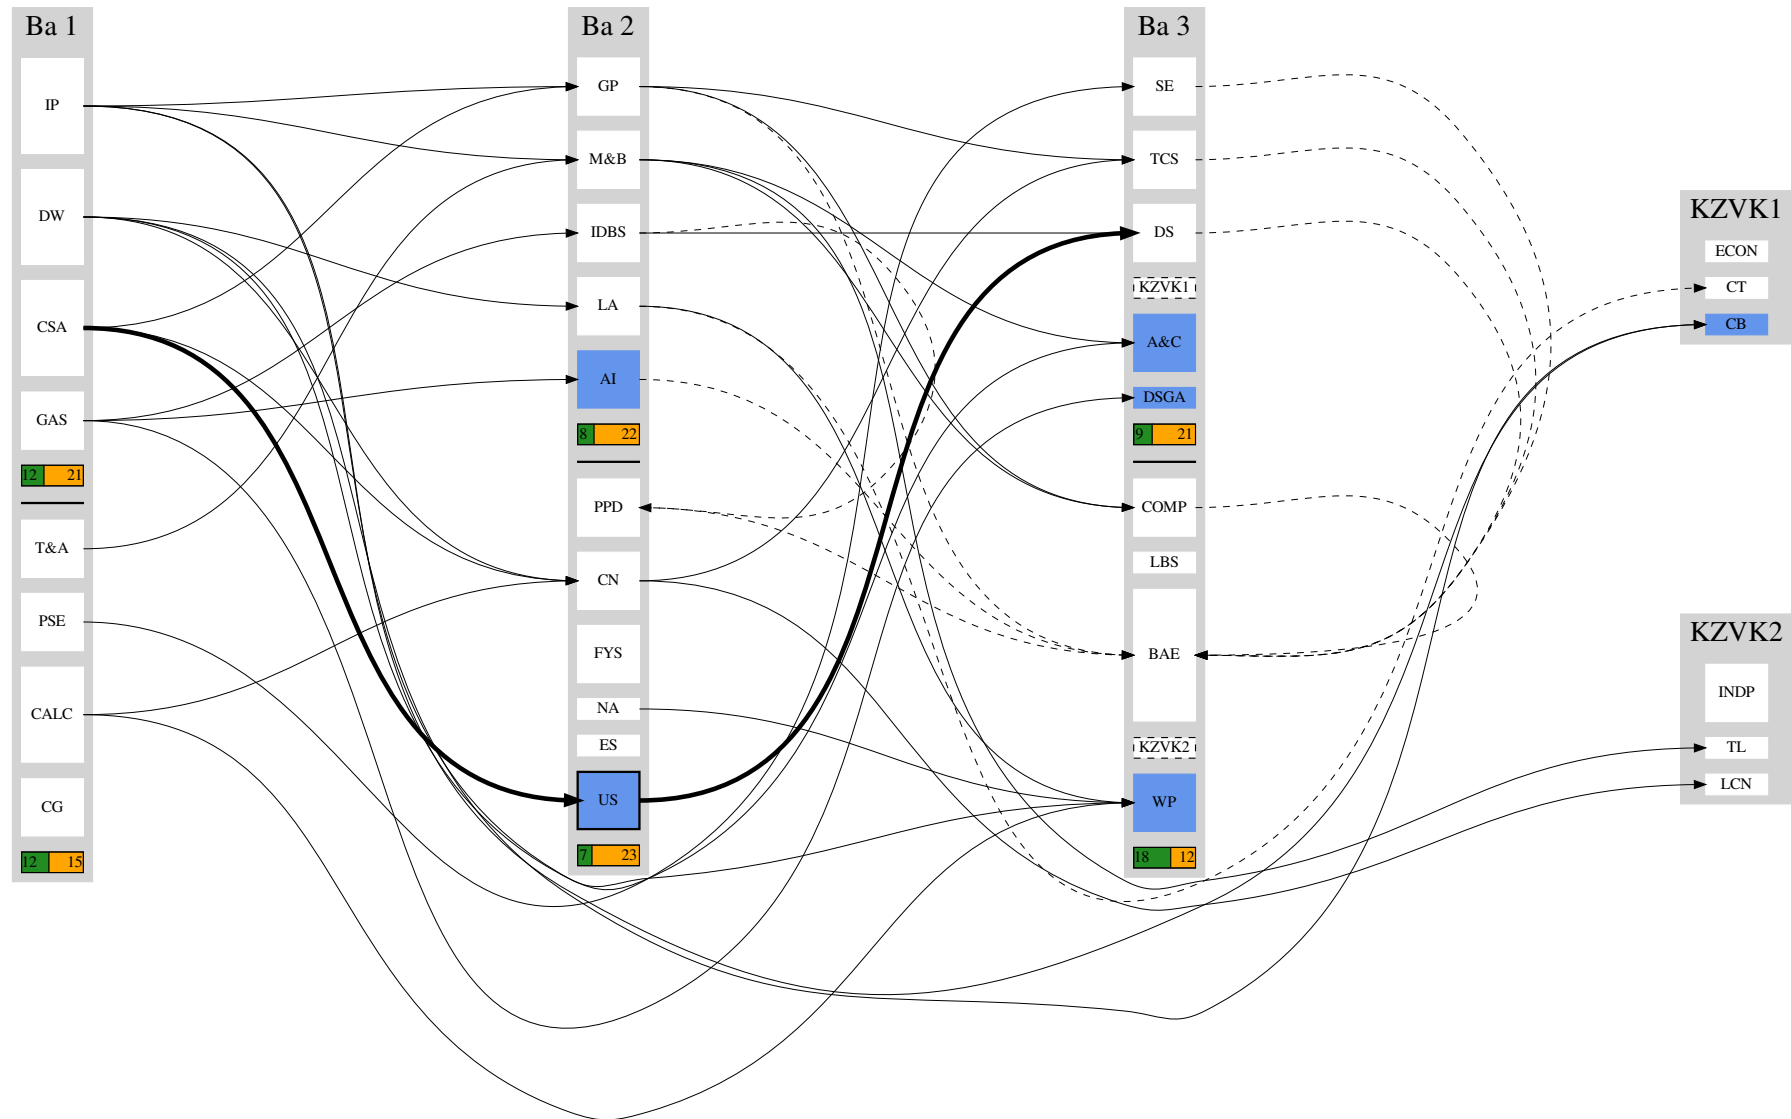 Ba 1
IP
DW
CSA
GAS
12 21
T&A
PSE
CALC
CG
12 15
Ba 2
GP
M&B
IDBS
LA
AI
8 22
PPD
CN
FYS
NA
ES
US
7 23
Ba 3
SE
TCS
DS
KZVK1
A&C
DSGA
9 21
COMP
LBS
BAE
KZVK2
WP
18 12
KZVK1
ECON
CT
CB
KZVK2
INDP
TL
LCN